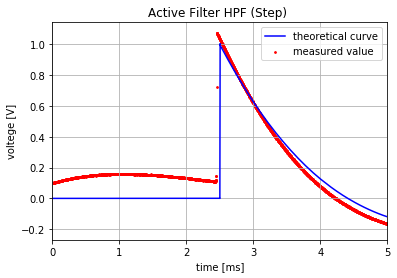 Active Filter HPF (Step)
theoretical curve
measured value
voltege [V]
1.0
0.8
0.6
0.4
0.2
0.0
−0.2
0 1 2 3 4 5
time [ms]